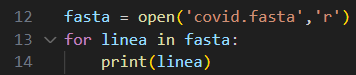 12 fasta = open('covid.fasta','r')
13 for linea in fasta:
14 print(linea)